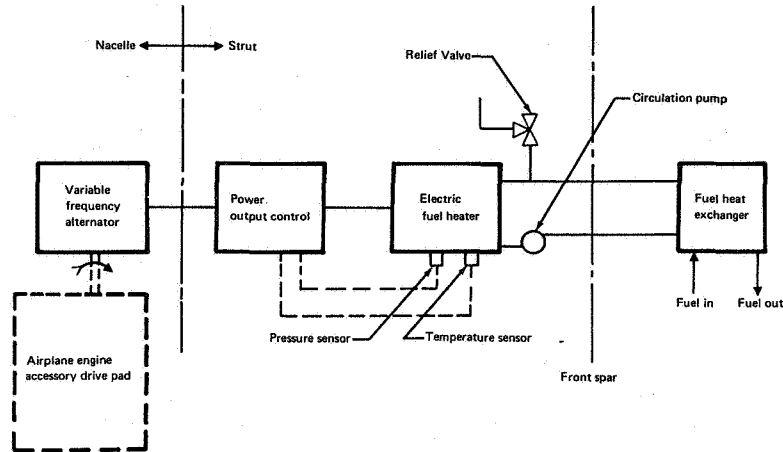 Nacelle
Strut
Relief Valve
Circulation pump
Variable
frequency
alternator
Power
output control
Electric
fuel heater
Fuel heat
exchanger
Fuel in
Fuel out
Pressure sensor
Temperature sensor
Airplane engine
accessory drive pad
Front spar